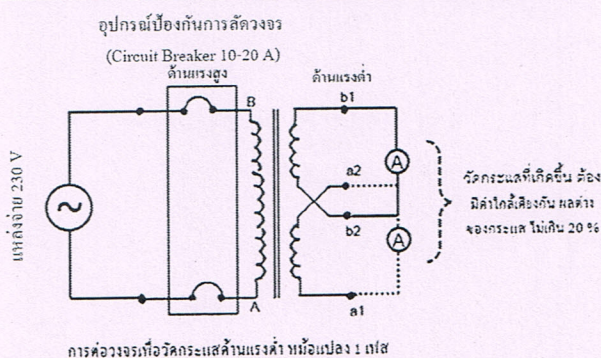 อุปกรณ์ป้องกันการลัดวงจร
(Circuit Breaker 10-20 A)
ด้านแรงสูง
ด้านแรงต่ำ
B
b1
A
a2
แหล่งจ่าย 230 V
วัดกระแสที่เกิดขึ้น ต้อง
มีค่าใกล้เคียงกัน ผลต่าง
ของกระแส ไม่เกิน 20 %
b2
A
A
a1
การต่อวงจรเพื่อวัดกระแสด้านแรงต่ำ หม้อแปลง 1 เฟส